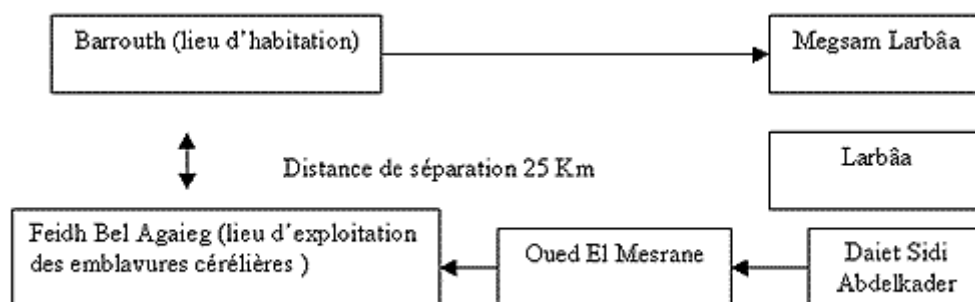 Barrouth (lieu d'habitation)
Megsam Larbâa
Larbâa
Distance de séparation 25 Km
Feidh Bel Agaieg (lieu d'exploitation
des emblavures cérélières )
Oued El Mesrane
Daiet Sidi
Abdelkader